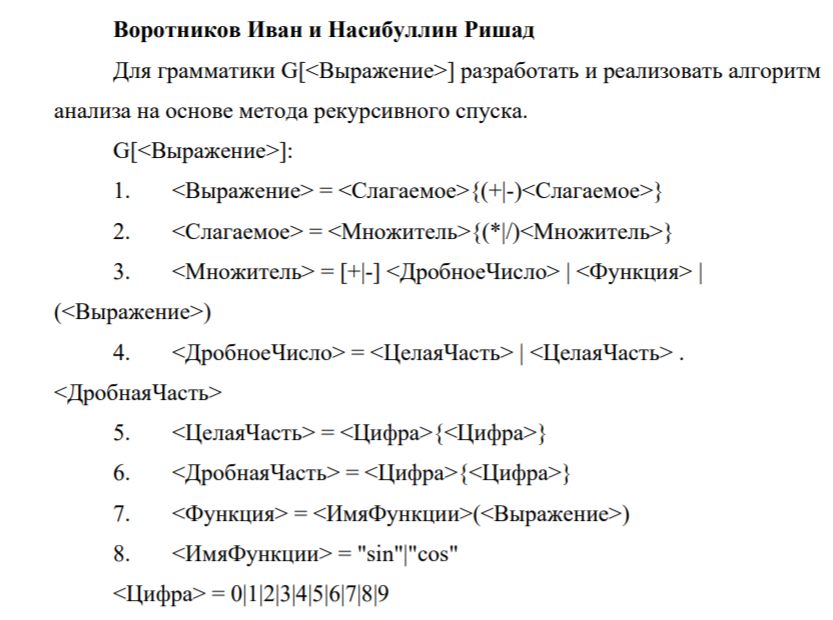 Воротников Иван и Насибуллин Ришад
Для грамматики G[<Выражение>] разработать и реализовать алгоритм
анализа на основе метода рекурсивного спуска.
G[<Выражение>]:
1. <Выражение> = <Слагаемое>{(+|-)<Слагаемое>}
2. <Слагаемое> = <Множитель>{(*|/)<Множитель>}
3. <Множитель> = [+|-] <ДробноеЧисло> | <Функция> |
(<Выражение>)
4. <ДробноеЧисло> = <ЦелаяЧасть> | <ЦелаяЧасть> .
<ДробнаяЧасть>
5. <ЦелаяЧасть> = <Цифра>{<Цифра>}
6. <ДробнаяЧасть> = <Цифра>{<Цифра>}
7. <Функция> = <ИмяФункции>(<Выражение>)
8. <ИмяФункции> = "sin"|"cos"
<Цифра> = 0|1|2|3|4|5|6|7|8|9